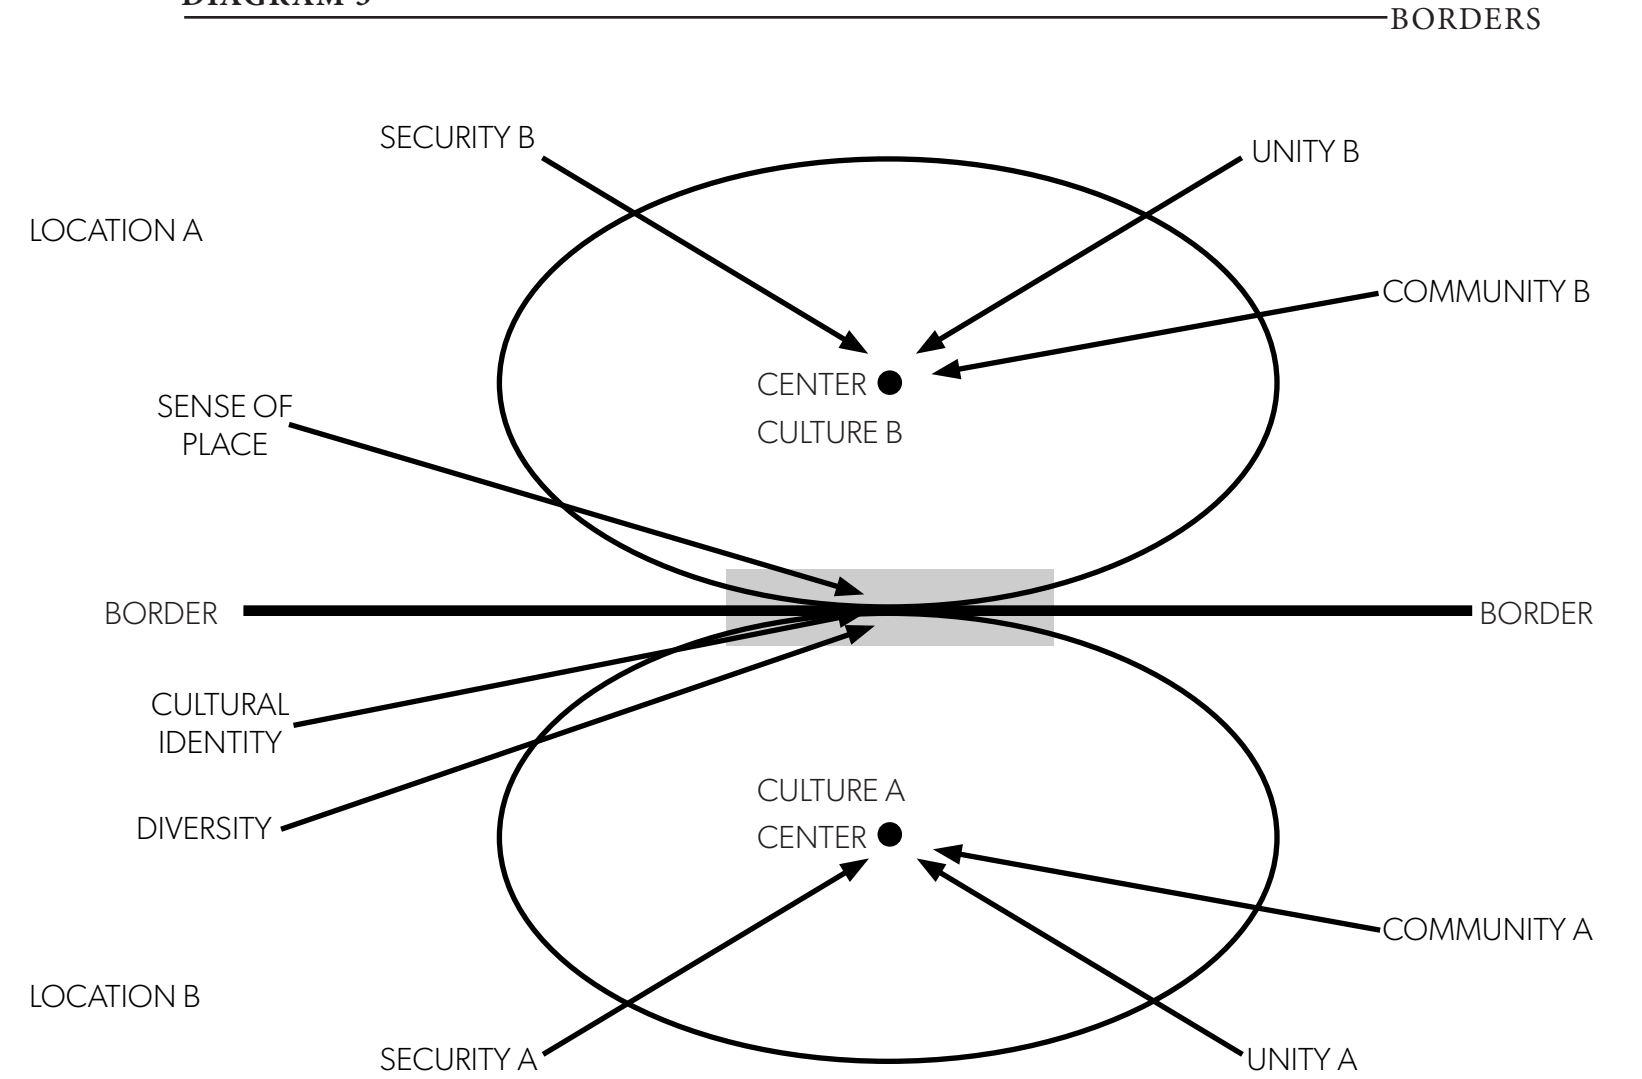 DIAGRAM 3
BORDERS
SECURITY B
UNITY B
LOCATION A
COMMUNITY B
CENTER
CULTURE B
SENSE OF
PLACE
BORDER
BORDER
CULTURAL
IDENTITY
DIVERSITY
CULTURE A
CENTER
COMMUNITY A
LOCATION B
SECURITY A
UNITY A